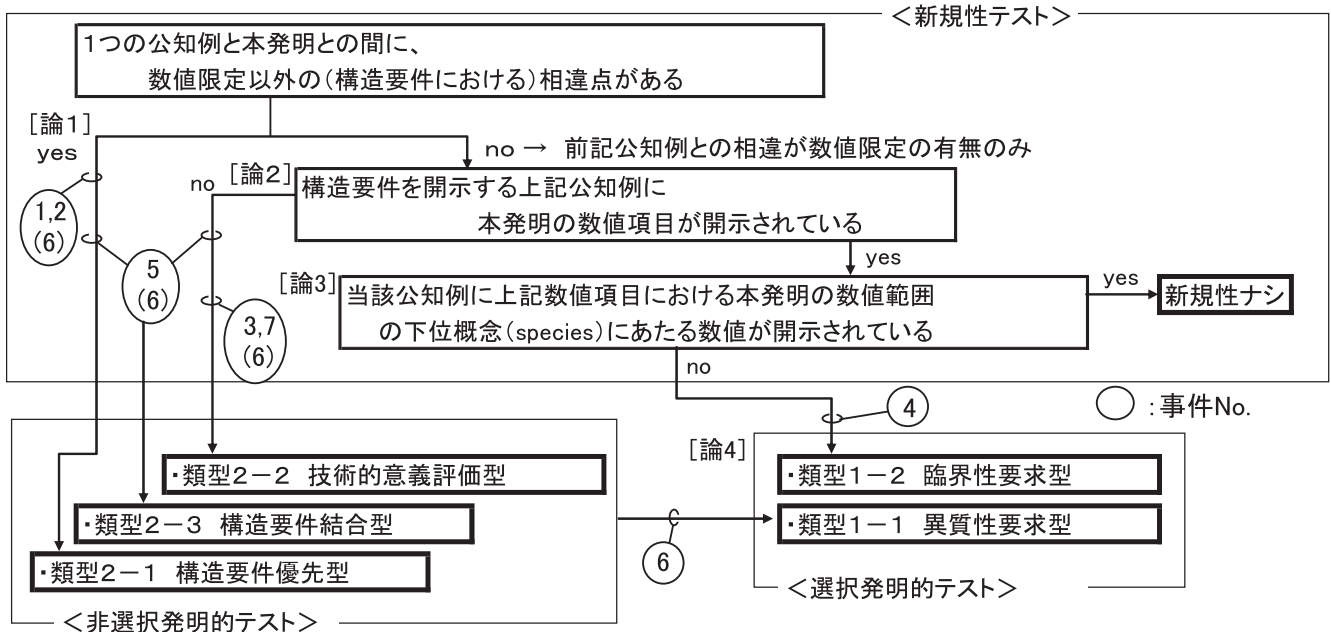 ＜新規性テスト＞
１つの公知例と本発明との間に、
数値限定以外の（構造要件における）相違点がある
［論１］
yes
no → 前記公知例との相違が数値限定の有無のみ
no
［論２］
構造要件を開示する上記公知例に
本発明の数値項目が開示されている
1,2
(6)
5
(6)
3,7
(6)
yes
［論3］
当該公知例に上記数値項目における本発明の数値範囲
の下位概念（species）にあたる数値が開示されている
yes
新規性ナシ
no
4
○ ：事件No.
［論4］
・類型２－２ 技術的意義評価型
・類型２－３ 構造要件結合型
・類型２－１ 構造要件優先型
＜非選択発明的テスト＞
6
・類型１－２ 臨界性要求型
・類型１－１ 異質性要求型
＜選択発明的テスト＞